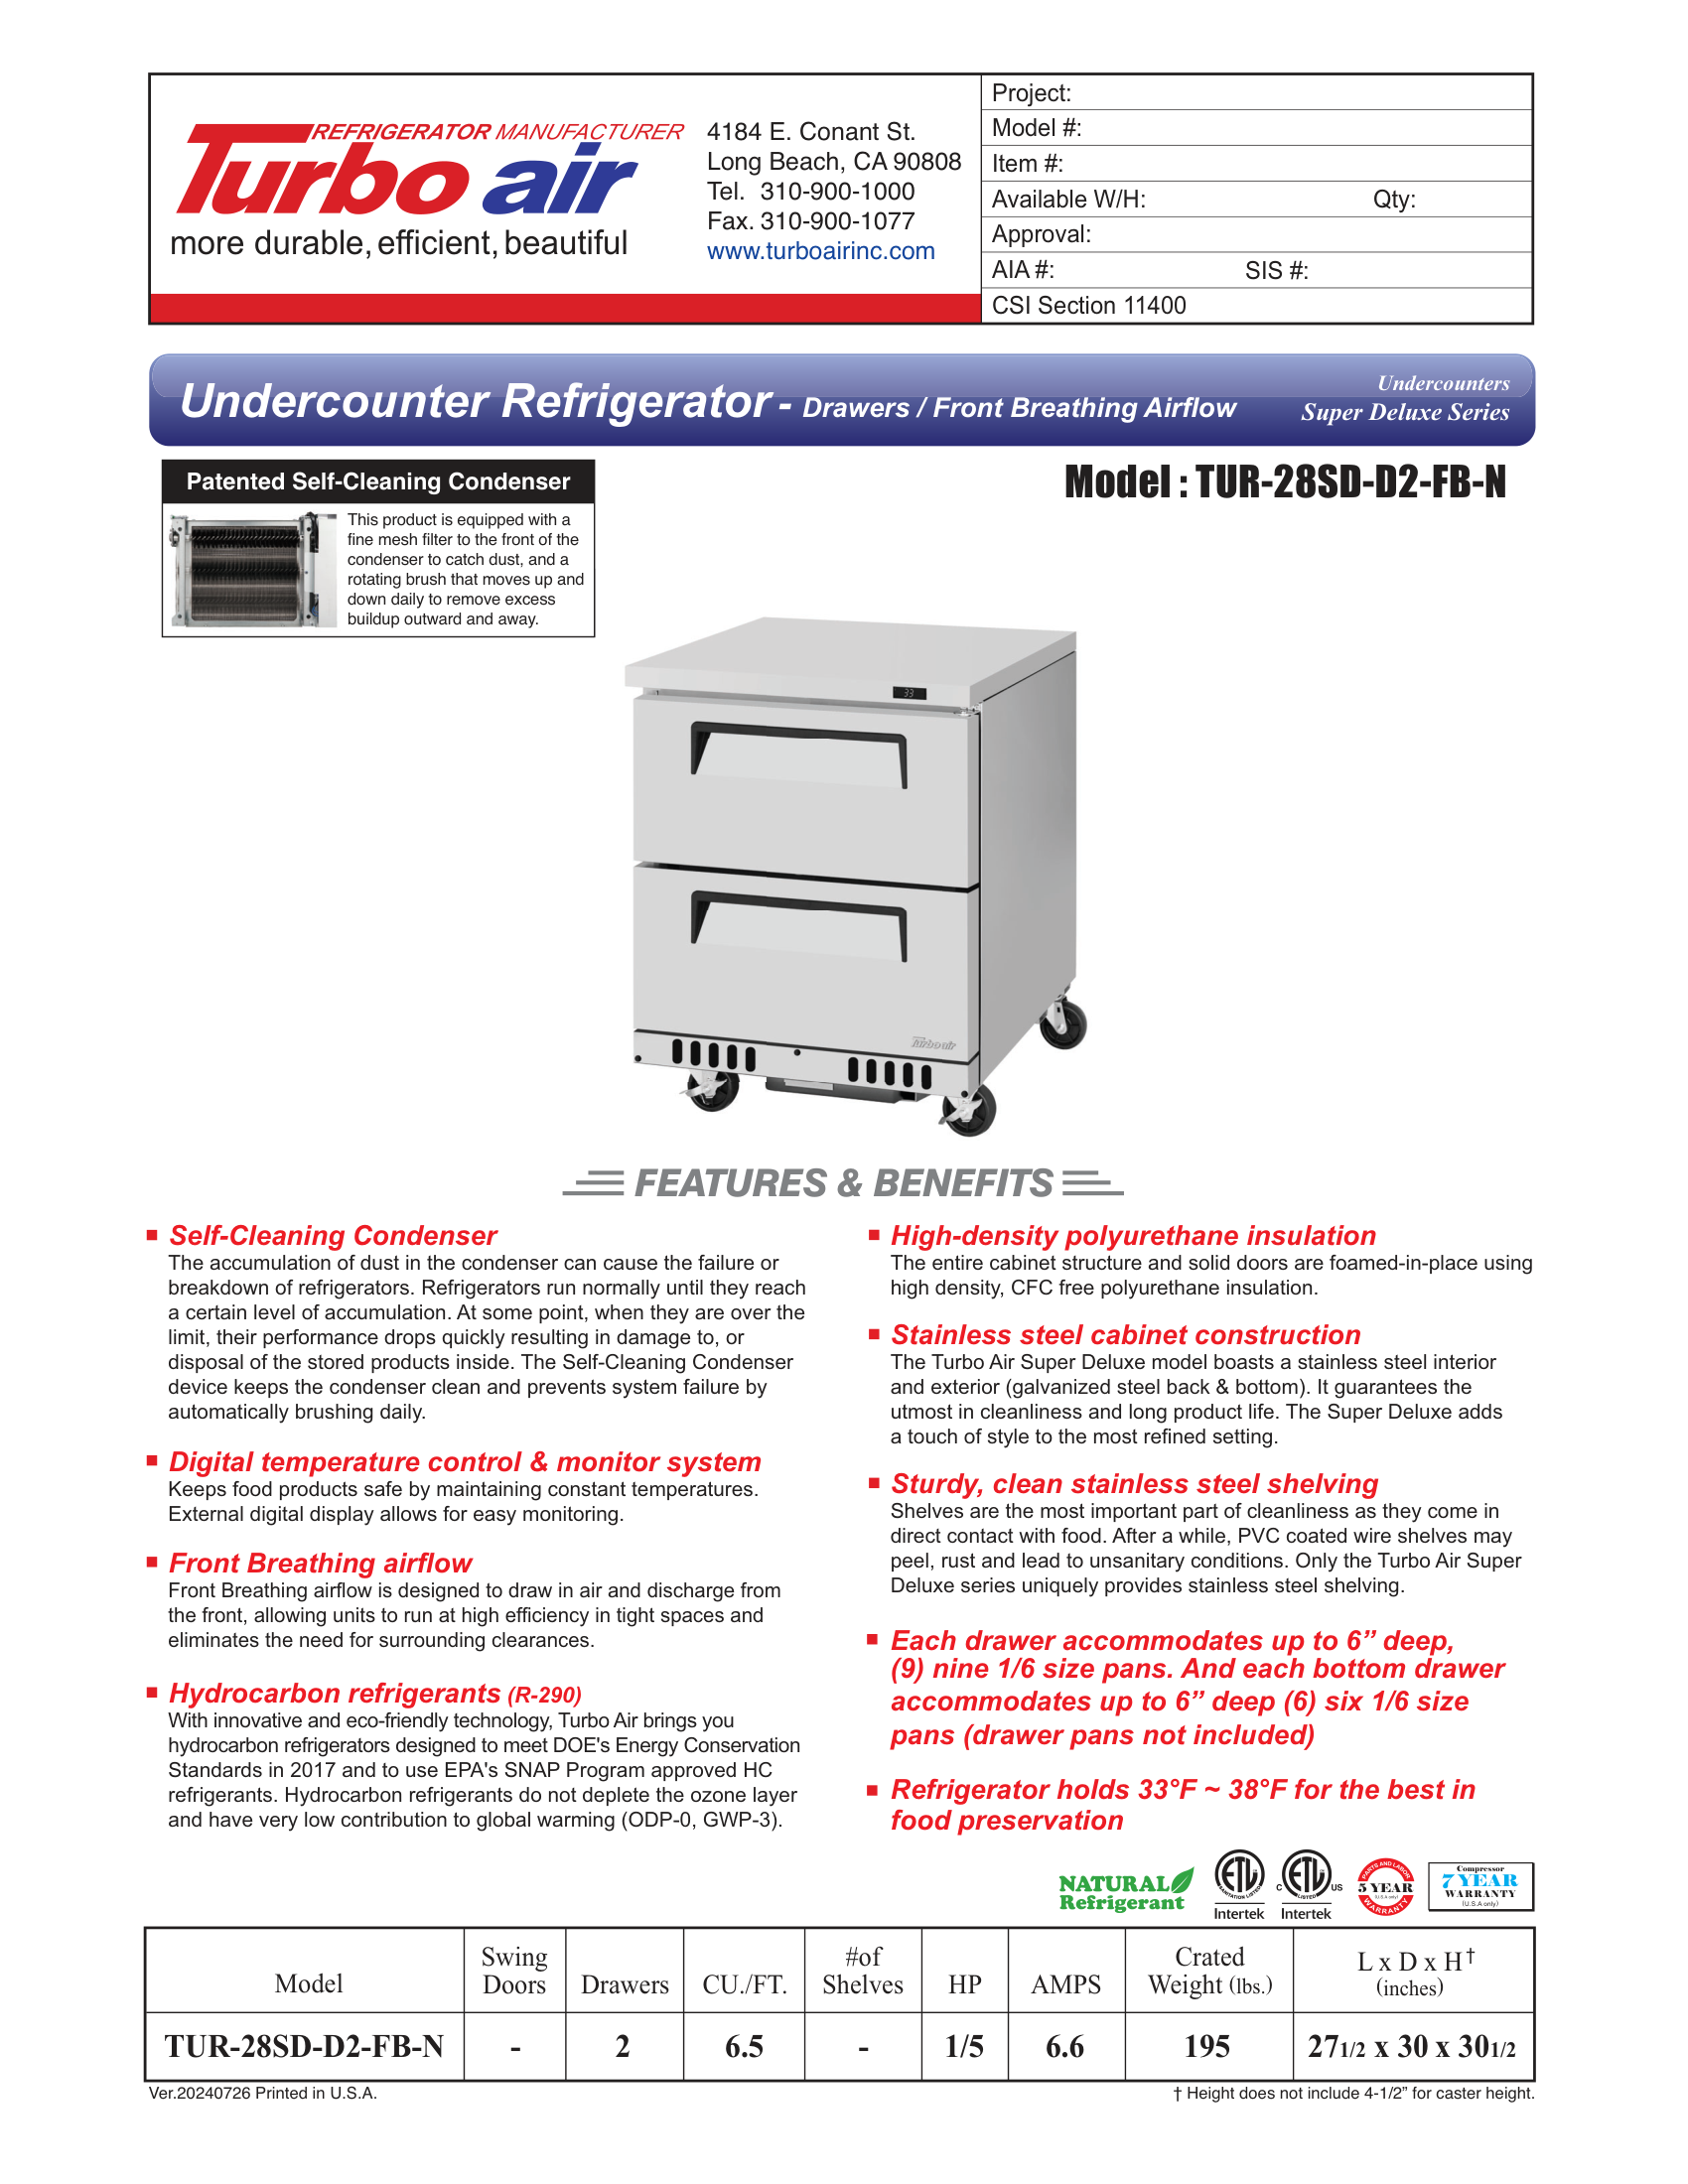 REFRIGERATOR MANUFACTURER
Turbo air
more durable, efficient, beautiful
4184 E. Conant St.
Long Beach, CA 90808
Tel. 310-900-1000
Fax. 310-900-1077
www.turboairinc.com
Project:
Model #:
Item #:
Available W/H: Qty:
Approval:
AIA #: SIS #:
CSI Section 11400
Undercounter Refrigerator - Drawers / Front Breathing Airflow
Undercounters
Super Deluxe Series
Patented Self-Cleaning Condenser
This product is equipped with a
fine mesh filter to the front of the
condenser to catch dust, and a
rotating brush that moves up and
down daily to remove excess
buildup outward and away.
Model : TUR-28SD-D2-FB-N
33
Turbo air
FEATURES & BENEFITS
Self-Cleaning Condenser
The accumulation of dust in the condenser can cause the failure or
breakdown of refrigerators. Refrigerators run normally until they reach
a certain level of accumulation. At some point, when they are over the
limit, their performance drops quickly resulting in damage to, or
disposal of the stored products inside. The Self-Cleaning Condenser
device keeps the condenser clean and prevents system failure by
automatically brushing daily.
Digital temperature control & monitor system
Keeps food products safe by maintaining constant temperatures.
External digital display allows for easy monitoring.
Front Breathing airflow
Front Breathing airflow is designed to draw in air and discharge from
the front, allowing units to run at high efficiency in tight spaces and
eliminates the need for surrounding clearances.
Hydrocarbon refrigerants (R-290)
With innovative and eco-friendly technology, Turbo Air brings you
hydrocarbon refrigerators designed to meet DOE's Energy Conservation
Standards in 2017 and to use EPA's SNAP Program approved HC
refrigerants. Hydrocarbon refrigerants do not deplete the ozone layer
and have very low contribution to global warming (ODP-0, GWP-3).
High-density polyurethane insulation
The entire cabinet structure and solid doors are foamed-in-place using
high density, CFC free polyurethane insulation.
Stainless steel cabinet construction
The Turbo Air Super Deluxe model boasts a stainless steel interior
and exterior (galvanized steel back & bottom). It guarantees the
utmost in cleanliness and long product life. The Super Deluxe adds
a touch of style to the most refined setting.
Sturdy, clean stainless steel shelving
Shelves are the most important part of cleanliness as they come in
direct contact with food. After a while, PVC coated wire shelves may
peel, rust and lead to unsanitary conditions. Only the Turbo Air Super
Deluxe series uniquely provides stainless steel shelving.
Each drawer accommodates up to 6” deep,
(9) nine 1/6 size pans. And each bottom drawer
accommodates up to 6” deep (6) six 1/6 size
pans (drawer pans not included)
Refrigerator holds 33°F ~ 38°F for the best in
food preservation
NATURAL
Refrigerant
ETL
SANITATION LISTED
Intertek
C ETL US
LISTED
Intertek
PARTS AND LABOR
5 YEAR
(U.S.A only)
WARRANTY
Compressor
7 YEAR
WARRANTY
(U.S.A only)
Model Swing Doors Drawers CU./FT. #of Shelves HP AMPS Crated Weight (lbs.) L x D x H† (inches)
TUR-28SD-D2-FB-N - 2 6.5 - 1/5 6.6 195 271/2 x 30 x 301/2
Ver.20240726 Printed in U.S.A.
† Height does not include 4-1/2” for caster height.